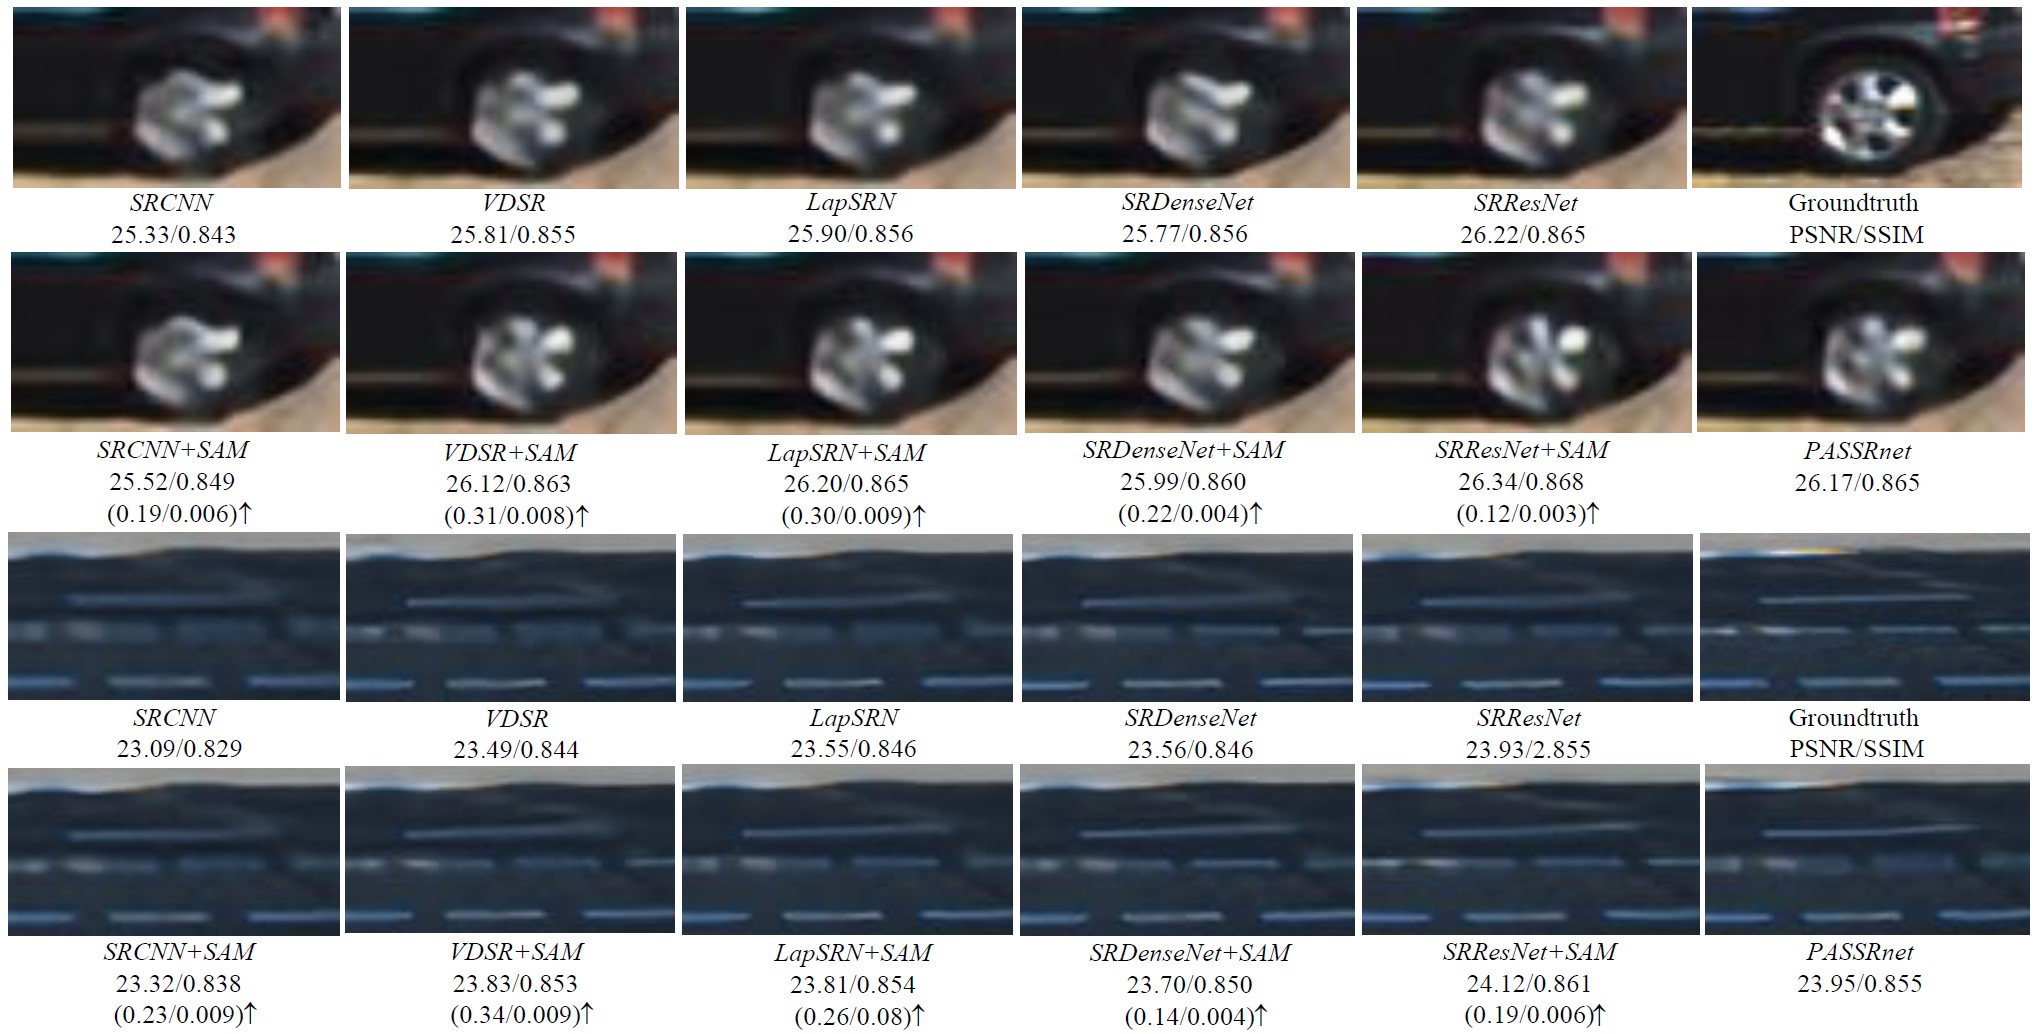 SRCNN VDSR LapSRN SRDenseNet SRResNet Groundtruth
25.33/0.843 25.81/0.855 25.90/0.856 25.77/0.856 26.22/0.865 PSNR/SSIM
SRCNN+SAM VDSR+SAM LapSRN+SAM SRDenseNet+SAM SRResNet+SAM PASSRnet
25.52/0.849 26.12/0.863 26.20/0.865 25.99/0.860 26.34/0.868 26.17/0.865
(0.19/0.006)↑ (0.31/0.008)↑ (0.30/0.009)↑ (0.22/0.004)↑ (0.12/0.003)↑
SRCNN VDSR LapSRN SRDenseNet SRResNet Groundtruth
23.09/0.829 23.49/0.844 23.55/0.846 23.56/0.846 23.93/2.855 PSNR/SSIM
SRCNN+SAM VDSR+SAM LapSRN+SAM SRDenseNet+SAM SRResNet+SAM PASSRnet
23.32/0.838 23.83/0.853 23.81/0.854 23.70/0.850 24.12/0.861 23.95/0.855
(0.23/0.009)↑ (0.34/0.009)↑ (0.26/0.08)↑ (0.14/0.004)↑ (0.19/0.006)↑